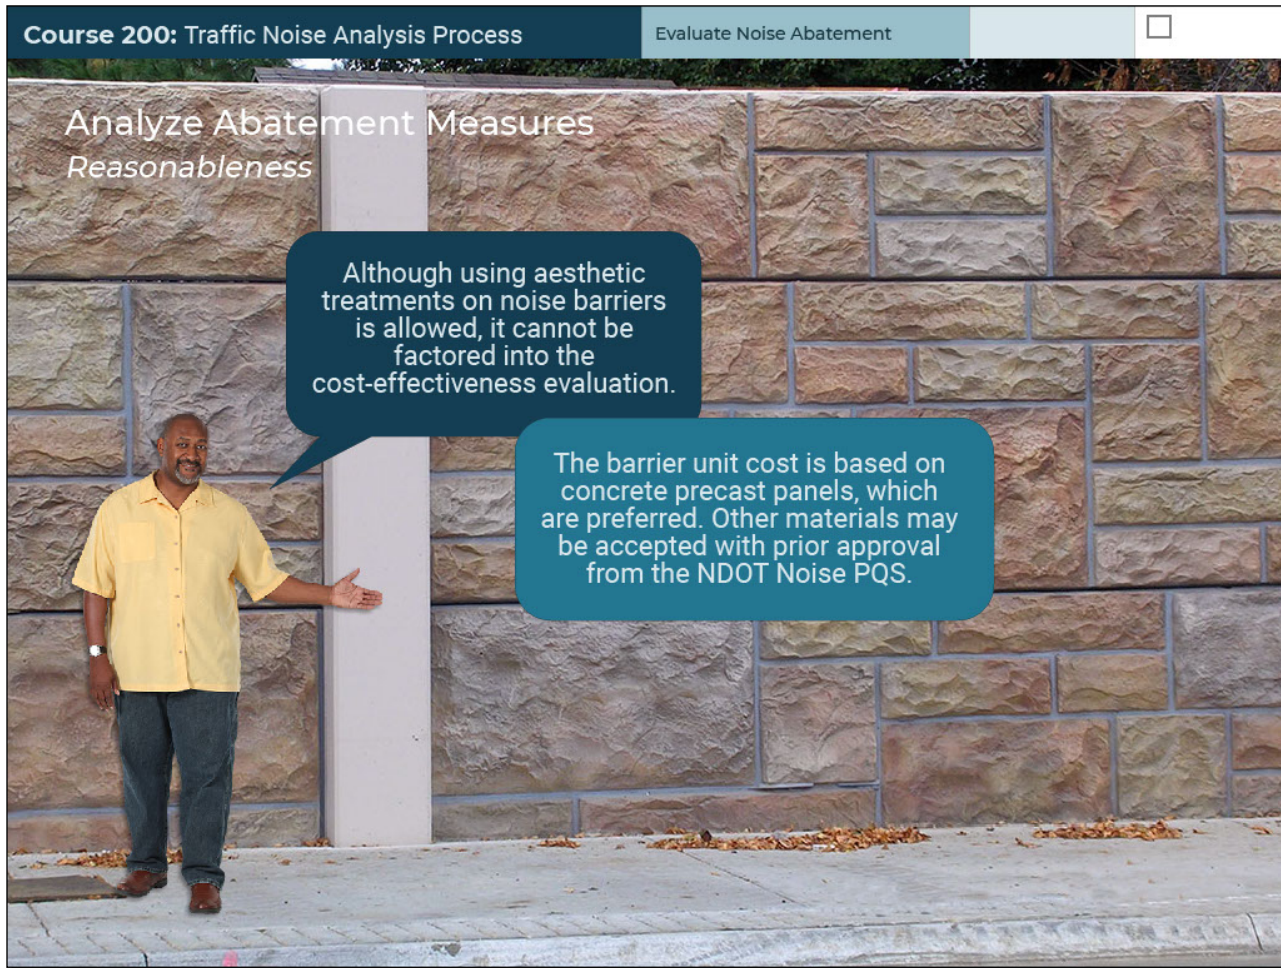 Course 200: Traffic Noise Analysis Process
Evaluate Noise Abatement
Analyze Abatement Measures
Reasonableness
Although using aesthetic
treatments on noise barriers
is allowed, it cannot be
factored into the
cost-effectiveness evaluation.
The barrier unit cost is based on
concrete precast panels, which
are preferred. Other materials may
be accepted with prior approval
from the NDOT Noise PQS.